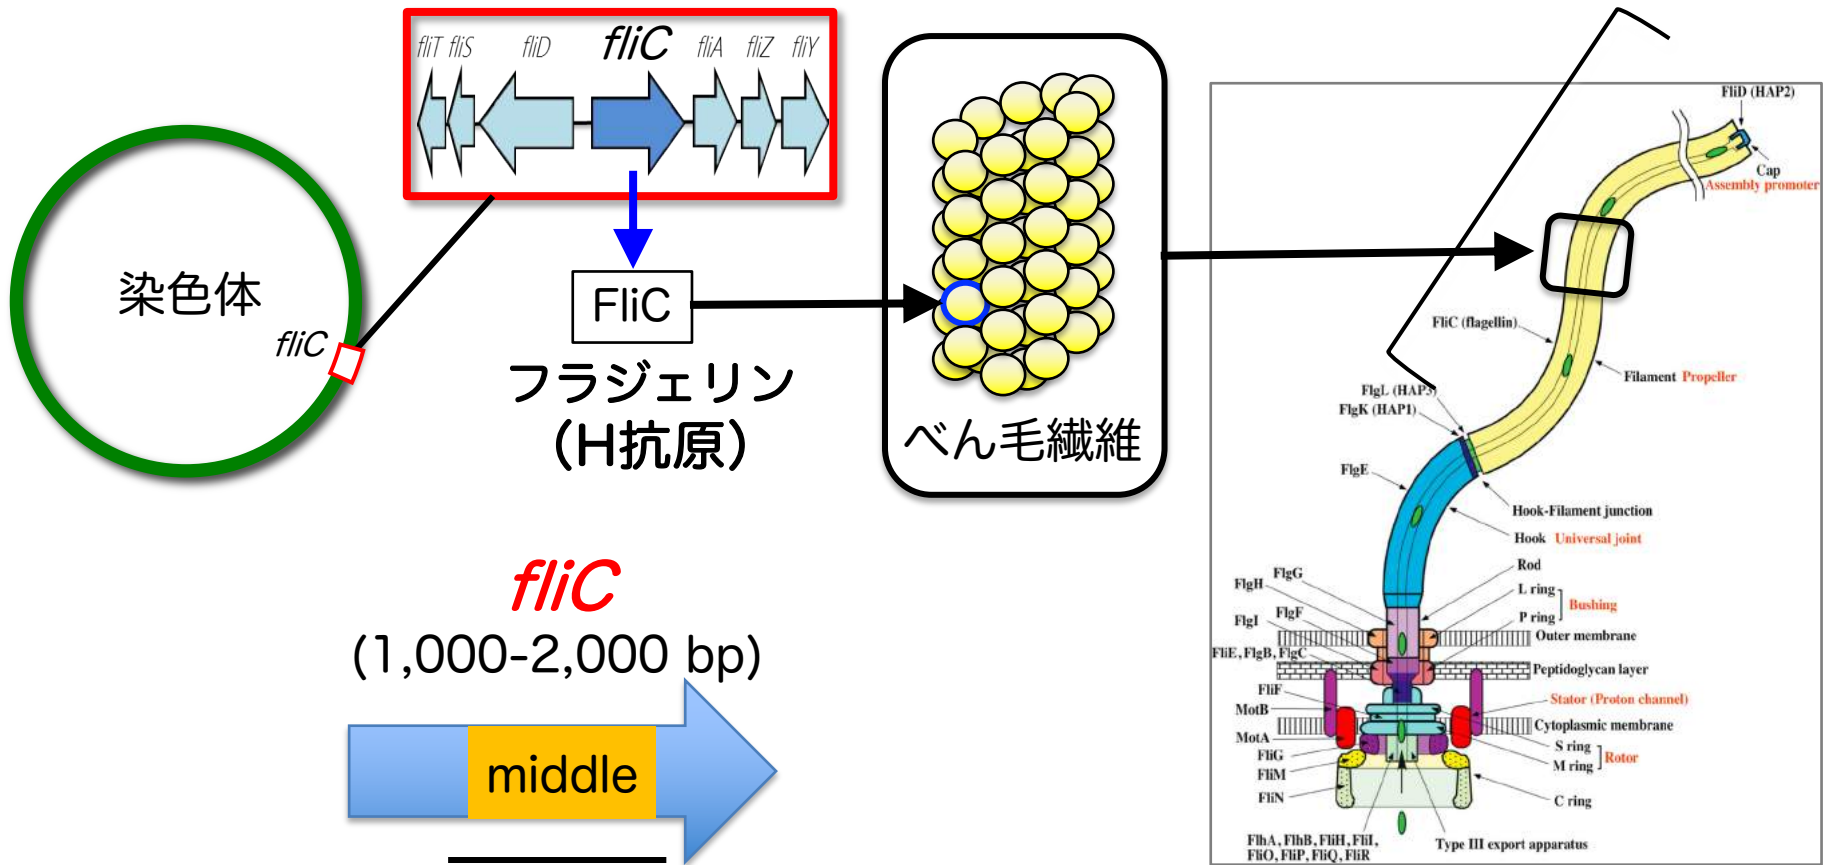 fliT fliS fliD fliC fliA fliZ fliY
染色体
fliC
FliC
フラジェリン
(H抗原)
べん毛繊維
fliC
(1,000-2,000 bp)
middle
FliD (HAP2)
Cap
Assembly promoter
FliC (flagellin)
Filament Propeller
FlgL (HAP3)
FlgK (HAP1)
FlgE
Hook-Filament junction
Hook Universal joint
Rod
FlgG
FlgH
L ring
Bushing
FlgF
P ring
FlgI
Outer membrane
FliE, FlgB, FlgC
Peptidoglycan layer
FliF
Stator (Proton channel)
MotB
Cytoplasmic membrane
MotA
S ring
Rotor
FliG
M ring
FliM
FliN
C ring
FlhA, FlhB, FliH, FliI,
FliO, FliP, FliQ, FliR
Type III export apparatus